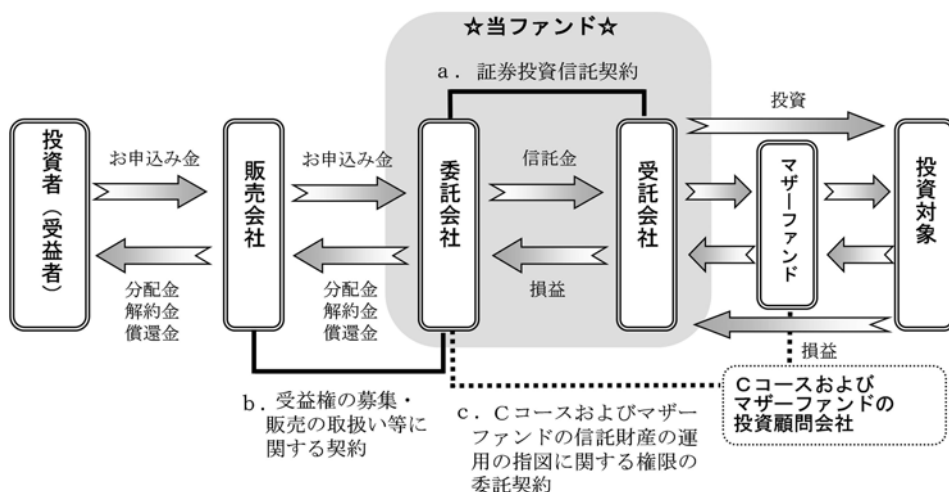 ☆当ファンド☆
a．証券投資信託契約
投資
投資者（受益者）
お申込み金
販売会社
お申込み金
委託会社
信託金
受託会社
マザーファンド
投資対象
分配金
解約金
償還金
分配金
解約金
償還金
損益
損益
b．受益権の募集・
販売の取扱い等に
関する契約
c．Ｃコースおよびマザー
ファンドの信託財産の運
用の指図に関する権限の
委託契約
Ｃコースおよび
マザーファンドの
投資顧問会社